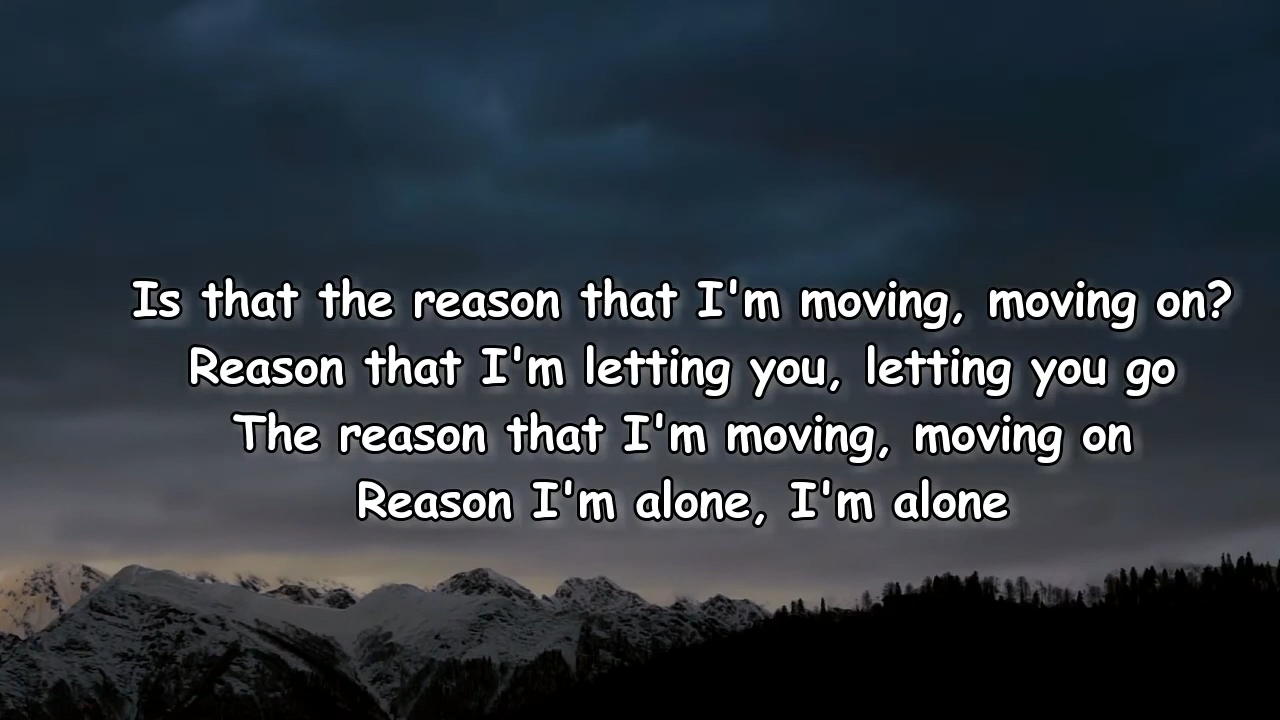 Is that the reason that I'm moving, moving on?
Reason that I'm letting you, letting you go
The reason that I'm moving, moving on
Reason I'm alone, I'm alone